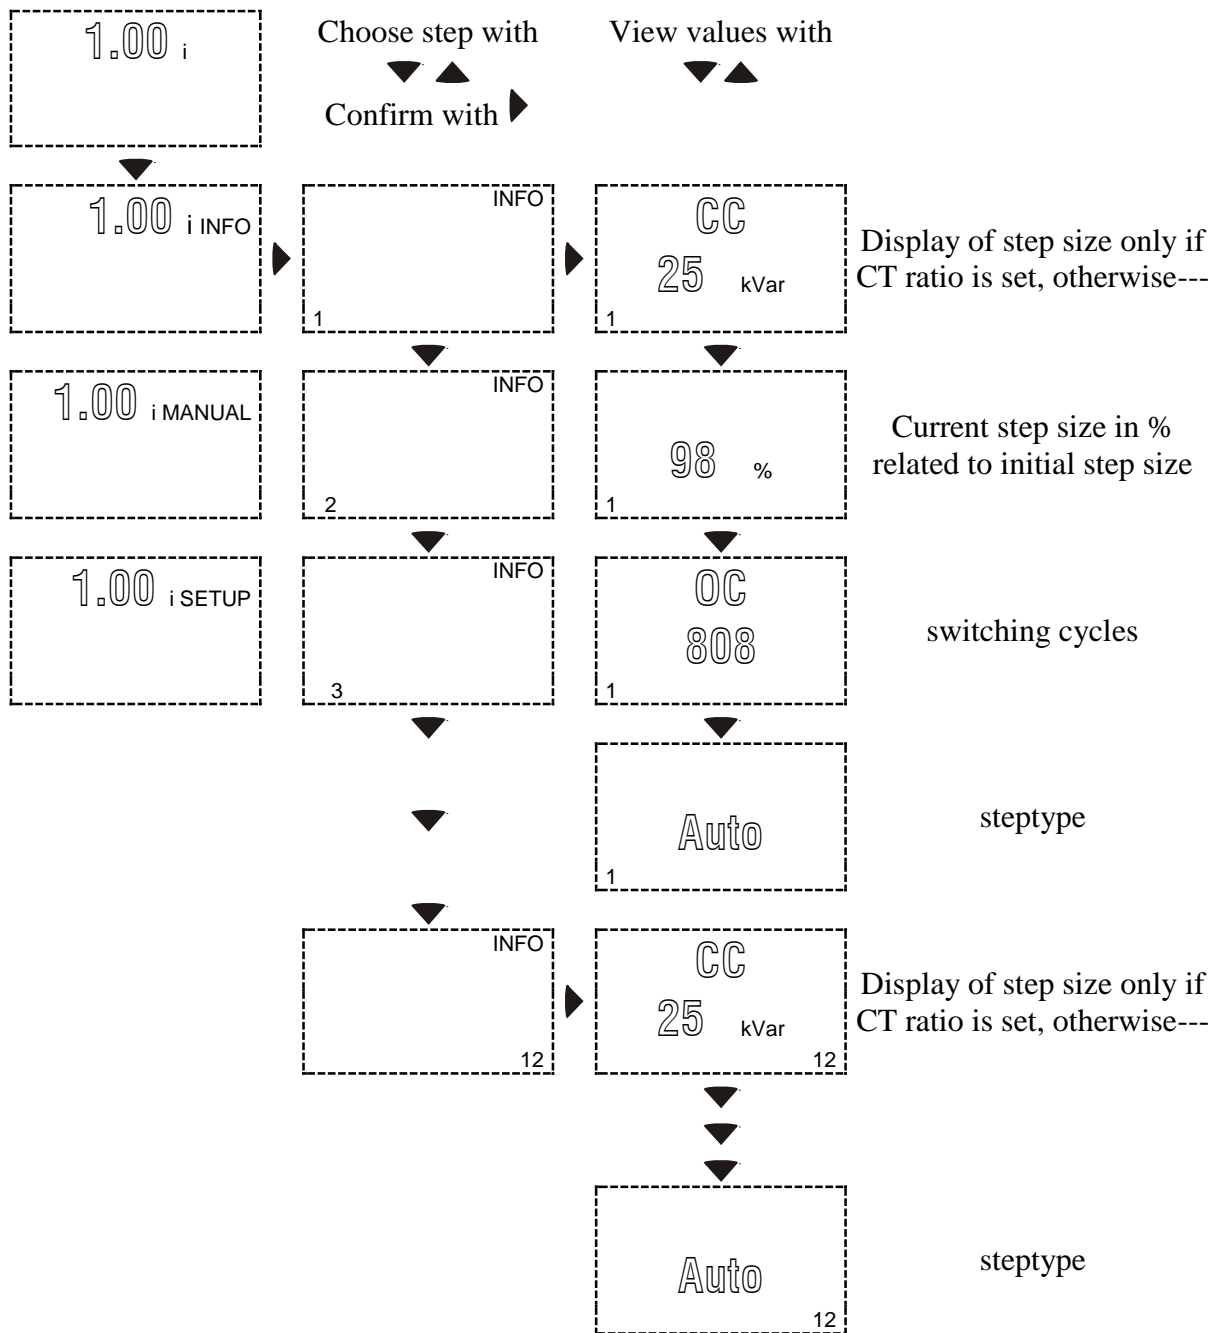 1.00 i
Choose step with
Confirm with
View values with
1.00 i INFO
INFO
1
CC
25 kVar
1
Display of step size only if
CT ratio is set, otherwise---
1.00 i MANUAL
INFO
2
98 %
1
Current step size in %
related to initial step size
1.00 i SETUP
INFO
3
OC
808
1
switching cycles
Auto
1
steptype
INFO
12
CC
25 kVar
12
Display of step size only if
CT ratio is set, otherwise---
Auto
12
steptype